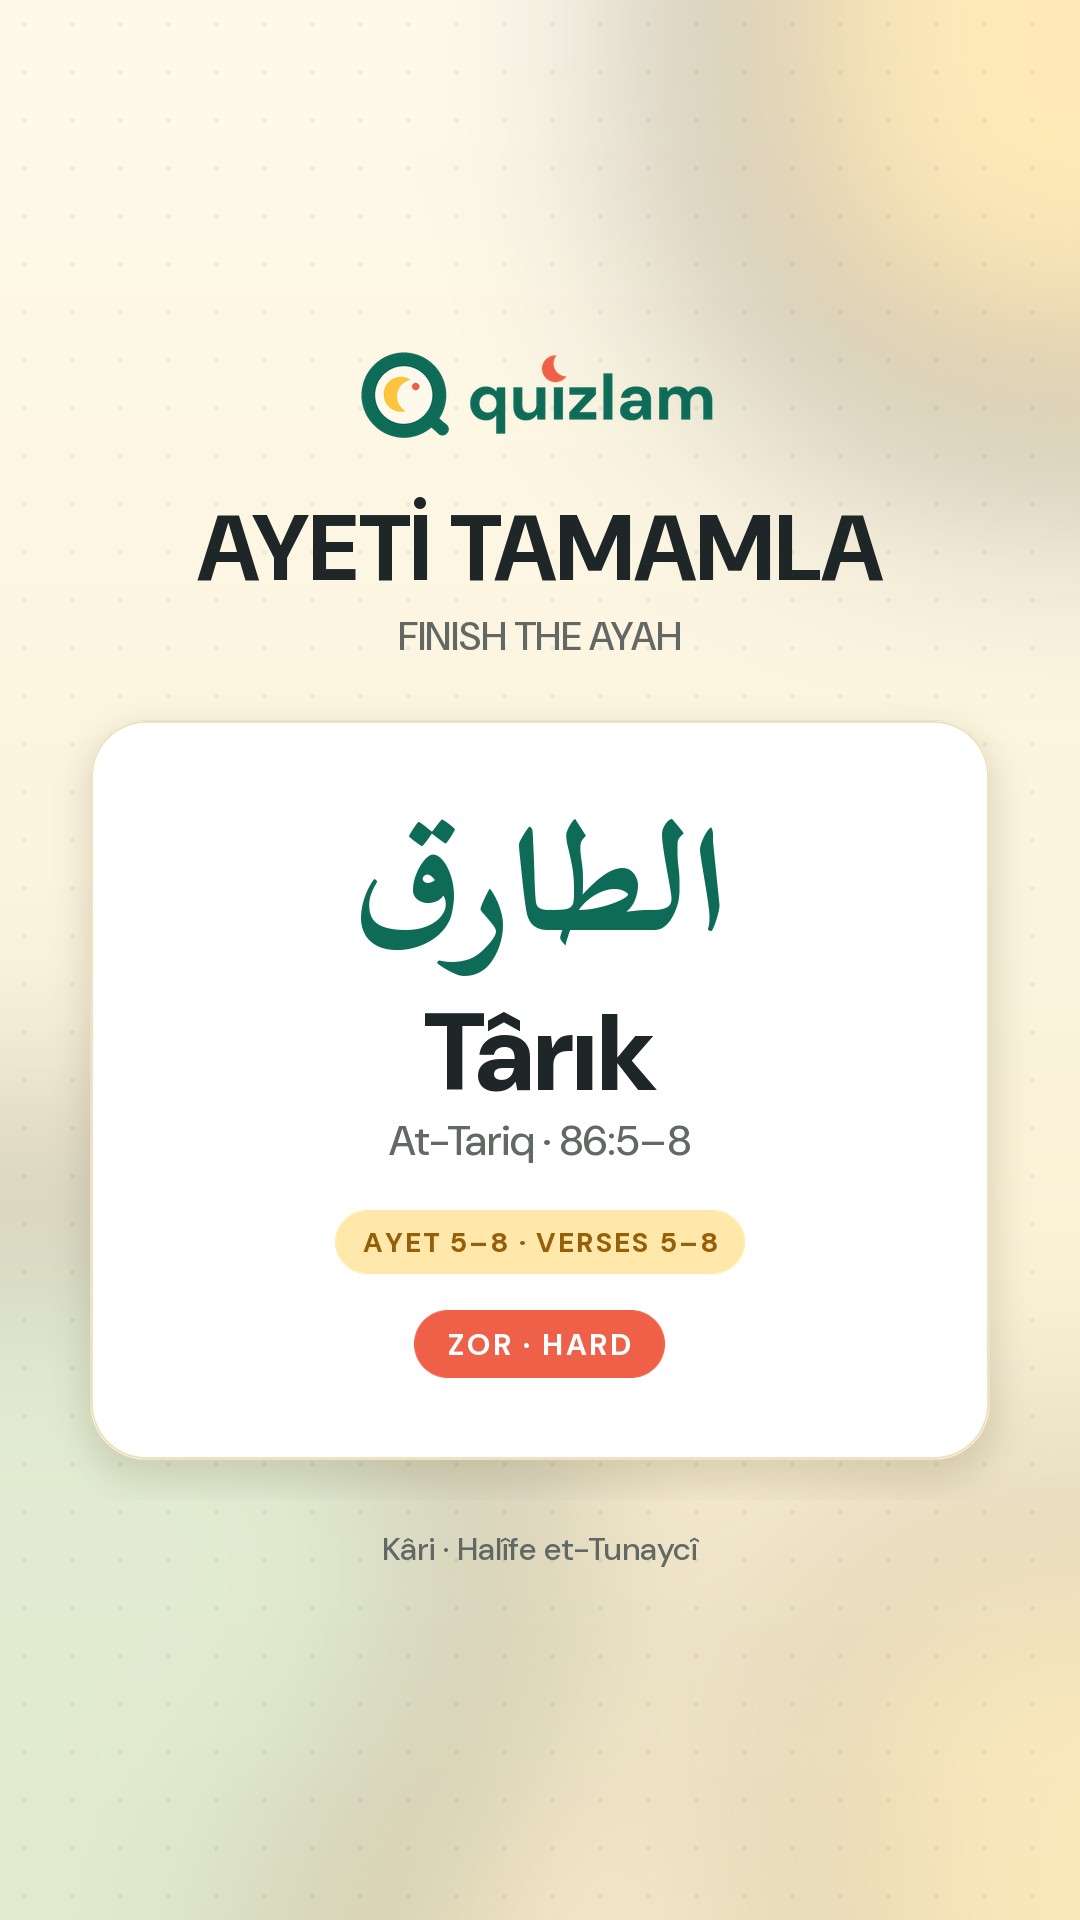 quizlam
AYETİ TAMAMLA
FINISH THE AYAH
الطارق
Târık
At-Tariq · 86:5–8
AYET 5–8 · VERSES 5–8
ZOR · HARD
Kâri · Halîfe et-Tunaycî